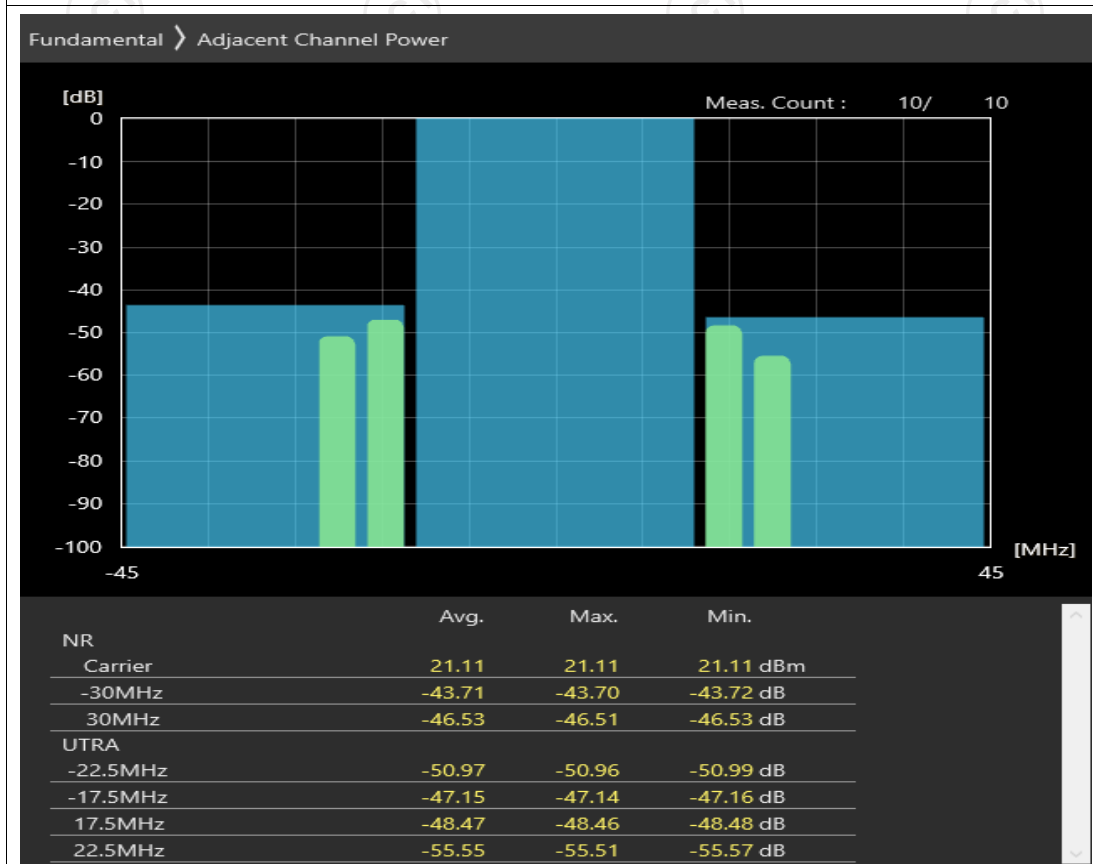 Fundamental ❭ Adjacent Channel Power
[dB]
Meas. Count : 10/ 10
0
-10
-20
-30
-40
-50
-60
-70
-80
-90
-100
[MHz]
-45 45
Avg. Max. Min.
NR
Carrier 21.11 21.11 21.11 dBm
-30MHz -43.71 -43.70 -43.72 dB
30MHz -46.53 -46.51 -46.53 dB
UTRA
-22.5MHz -50.97 -50.96 -50.99 dB
-17.5MHz -47.15 -47.14 -47.16 dB
17.5MHz -48.47 -48.46 -48.48 dB
22.5MHz -55.55 -55.51 -55.57 dB